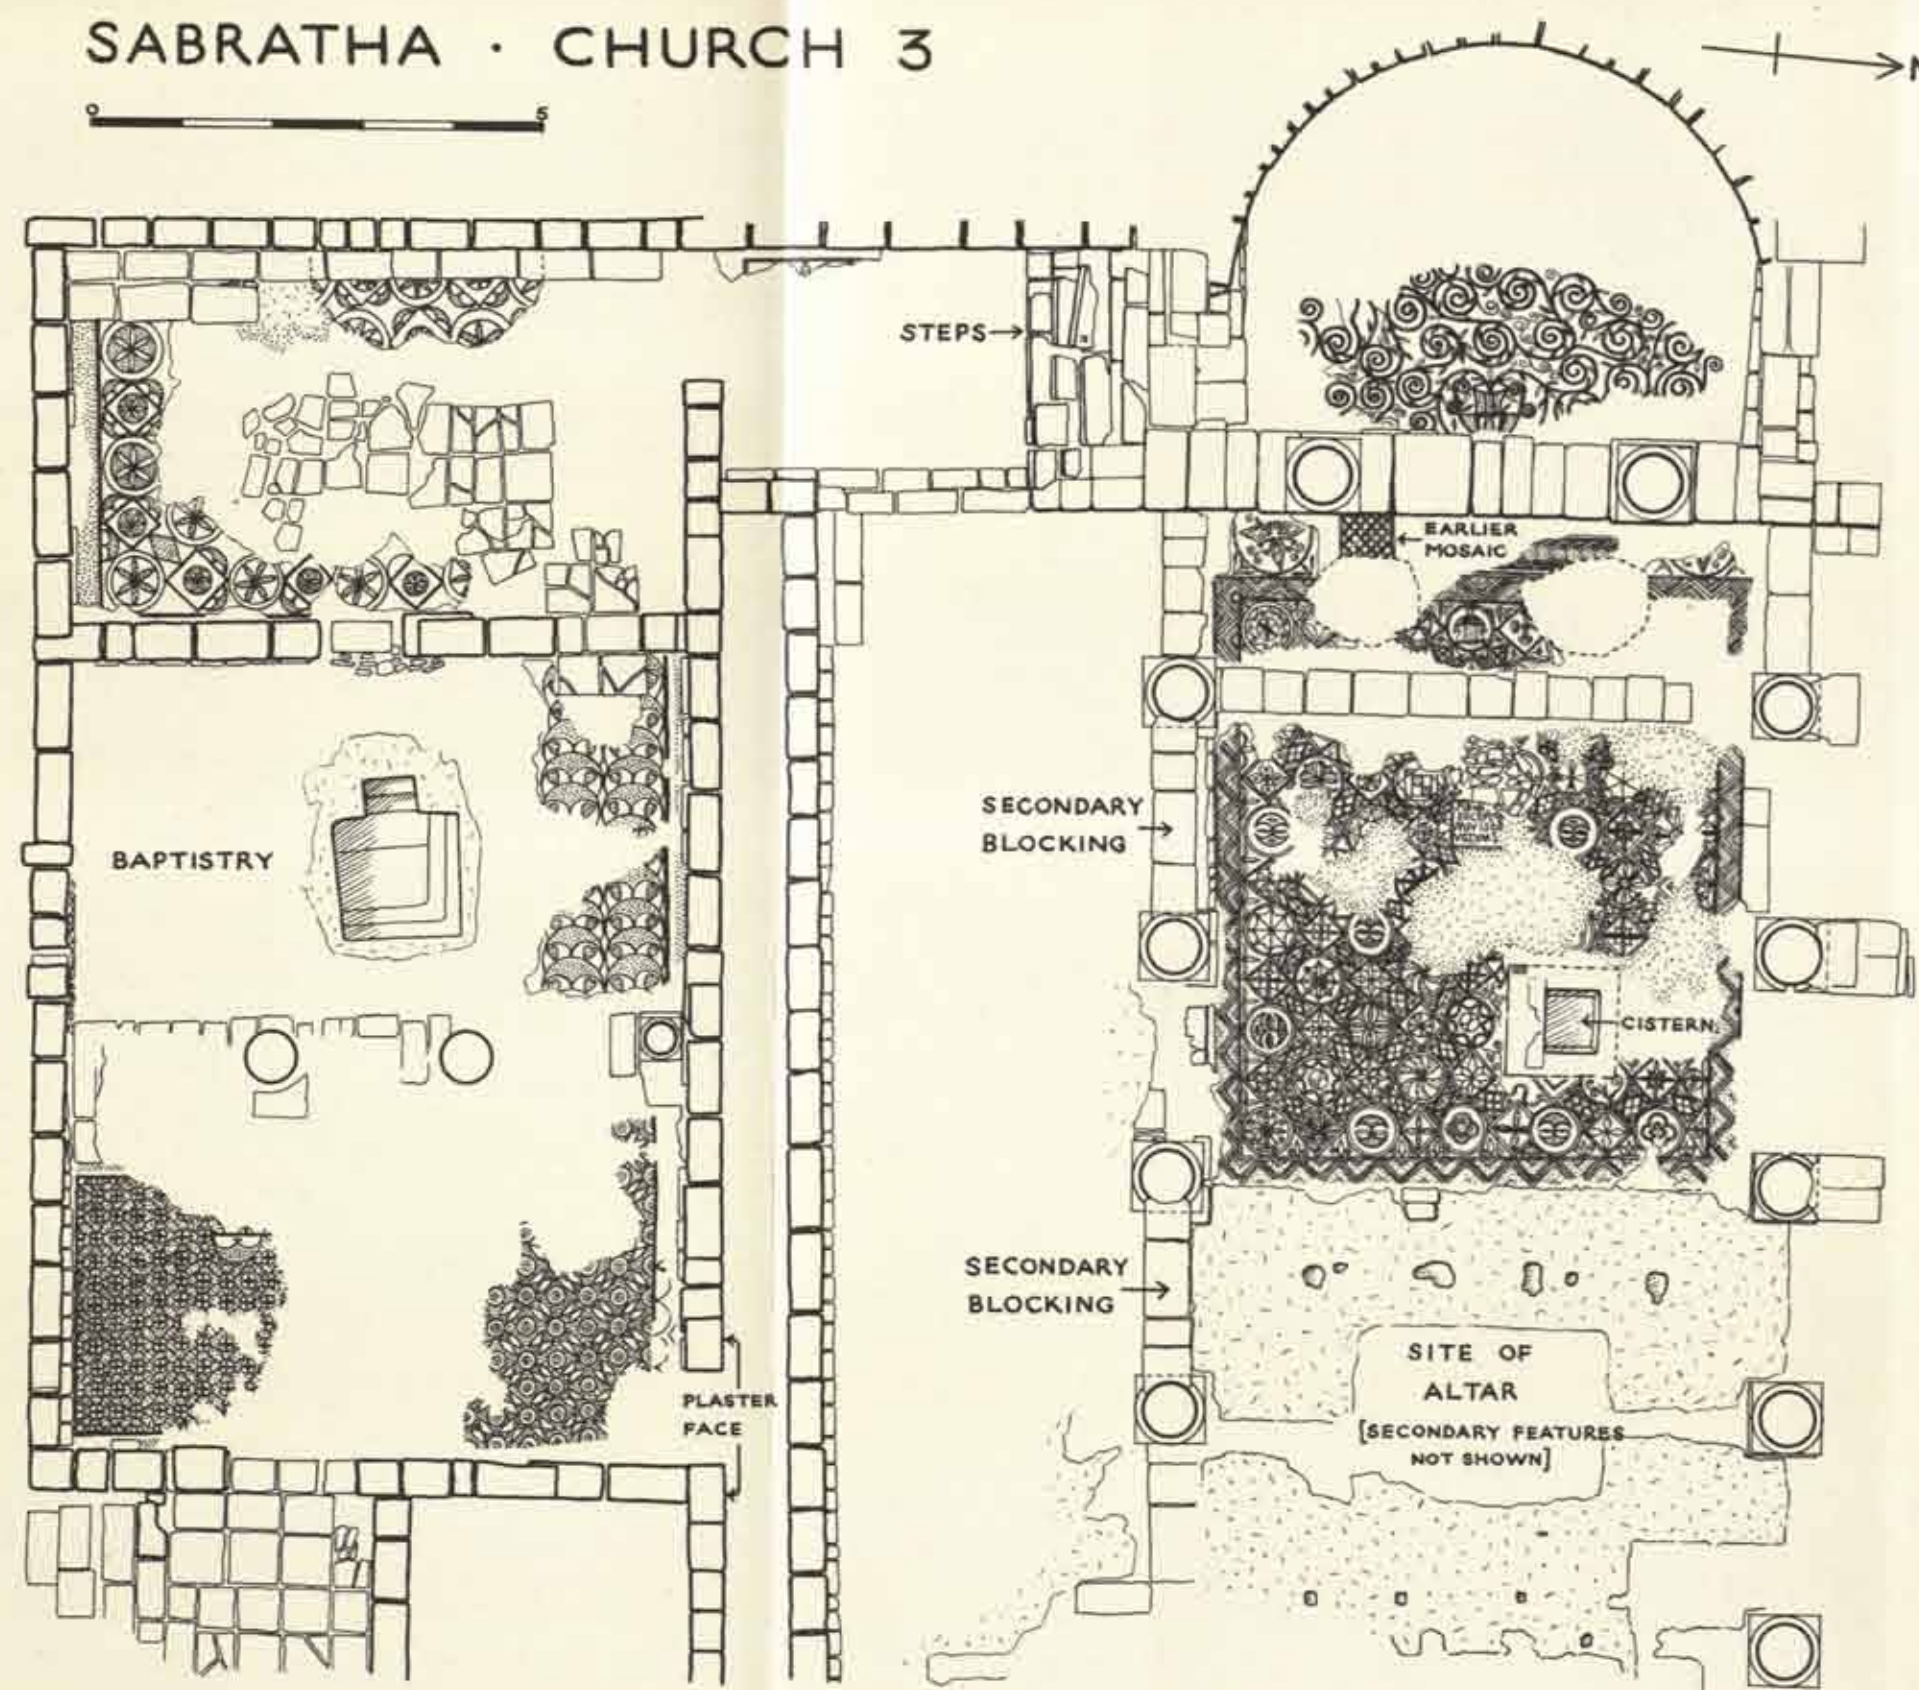 SABRATHA · CHURCH 3
0 5
N
STEPS
EARLIER
MOSAIC
SECONDARY
BLOCKING
BAPTISTRY
CISTERN
SECONDARY
BLOCKING
SITE OF
ALTAR
[SECONDARY FEATURES
NOT SHOWN]
PLASTER
FACE